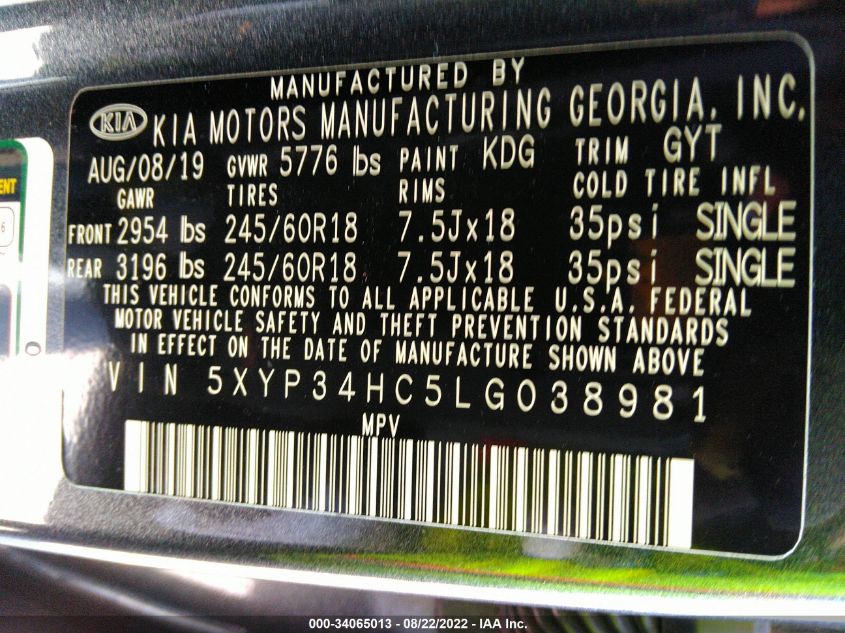 MANUFACTURED BY
KIA KIA MOTORS MANUFACTURING GEORGIA, INC.
AUG/08/19 GVWR 5776 lbs PAINT KDG TRIM GYT
GAWR TIRES RIMS COLD TIRE INFL
FRONT 2954 lbs 245/60R18 7.5Jx18 35psi SINGLE
REAR 3196 lbs 245/60R18 7.5Jx18 35psi SINGLE
THIS VEHICLE CONFORMS TO ALL APPLICABLE U.S.A. FEDERAL
MOTOR VEHICLE SAFETY AND THEFT PREVENTION STANDARDS
IN EFFECT ON THE DATE OF MANUFACTURE SHOWN ABOVE
VIN 5XYP34HC5LG038981
MPV
000-34065013 - 08/22/2022 - IAA Inc.